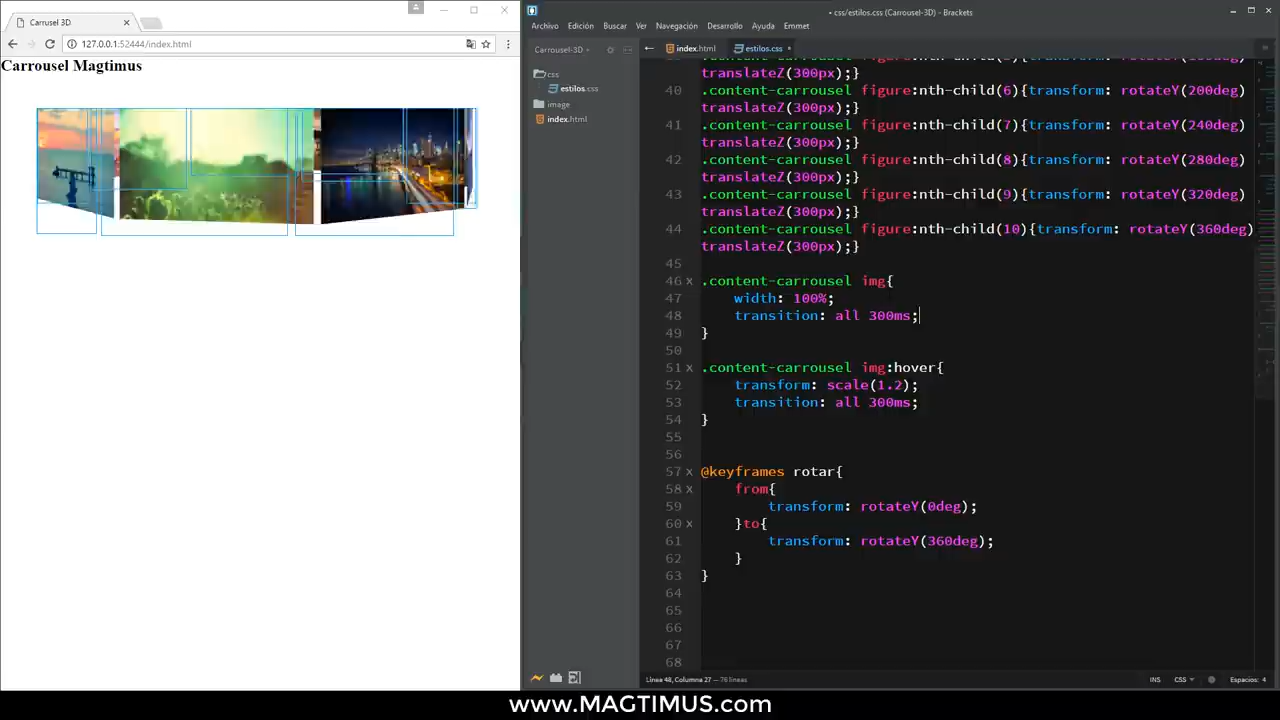 Carrusel 3D
127.0.0.1:52444/index.html
Carrousel Magtimus
• css/estilos.css (Carrousel-3D) - Brackets
Archivo Edición Buscar Ver Navegación Desarrollo Ayuda Emmet
Carrousel-3D
css
estilos.css
image
index.html
index.html estilos.css
translateZ(300px);}
40 .content-carrousel figure:nth-child(6){transform: rotateY(200deg)
translateZ(300px);}
41 .content-carrousel figure:nth-child(7){transform: rotateY(240deg)
translateZ(300px);}
42 .content-carrousel figure:nth-child(8){transform: rotateY(280deg)
translateZ(300px);}
43 .content-carrousel figure:nth-child(9){transform: rotateY(320deg)
translateZ(300px);}
44 .content-carrousel figure:nth-child(10){transform: rotateY(360deg)
translateZ(300px);}
45
46 .content-carrousel img{
47 width: 100%;
48 transition: all 300ms;
49 }
50
51 .content-carrousel img:hover{
52 transform: scale(1.2);
53 transition: all 300ms;
54 }
55
56
57 @keyframes rotar{
58 from{
59 transform: rotateY(0deg);
60 }to{
61 transform: rotateY(360deg);
62 }
63 }
64
65
66
67
68
Línea 48, Columna 27 — 76 líneas
INS CSS Espacios: 4
www.MAGTIMUS.com